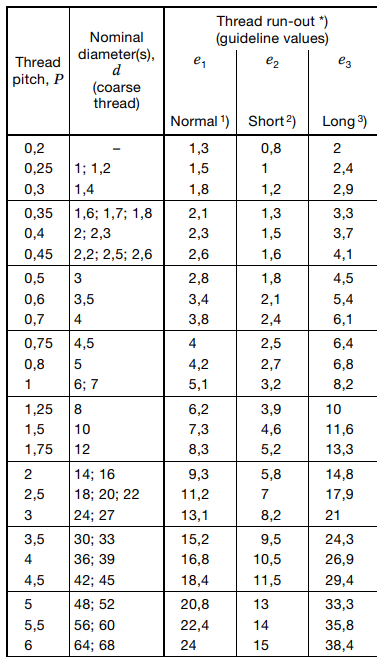 Thread pitch, P | Nominal diameter(s), d (coarse thread) | Thread run-out *) (guideline values)
e1 Normal 1) | e2 Short 2) | e3 Long 3)
0,2 | – | 1,3 | 0,8 | 2
0,25 | 1; 1,2 | 1,5 | 1 | 2,4
0,3 | 1,4 | 1,8 | 1,2 | 2,9
0,35 | 1,6; 1,7; 1,8 | 2,1 | 1,3 | 3,3
0,4 | 2; 2,3 | 2,3 | 1,5 | 3,7
0,45 | 2,2; 2,5; 2,6 | 2,6 | 1,6 | 4,1
0,5 | 3 | 2,8 | 1,8 | 4,5
0,6 | 3,5 | 3,4 | 2,1 | 5,4
0,7 | 4 | 3,8 | 2,4 | 6,1
0,75 | 4,5 | 4 | 2,5 | 6,4
0,8 | 5 | 4,2 | 2,7 | 6,8
1 | 6; 7 | 5,1 | 3,2 | 8,2
1,25 | 8 | 6,2 | 3,9 | 10
1,5 | 10 | 7,3 | 4,6 | 11,6
1,75 | 12 | 8,3 | 5,2 | 13,3
2 | 14; 16 | 9,3 | 5,8 | 14,8
2,5 | 18; 20; 22 | 11,2 | 7 | 17,9
3 | 24; 27 | 13,1 | 8,2 | 21
3,5 | 30; 33 | 15,2 | 9,5 | 24,3
4 | 36; 39 | 16,8 | 10,5 | 26,9
4,5 | 42; 45 | 18,4 | 11,5 | 29,4
5 | 48; 52 | 20,8 | 13 | 33,3
5,5 | 56; 60 | 22,4 | 14 | 35,8
6 | 64; 68 | 24 | 15 | 38,4